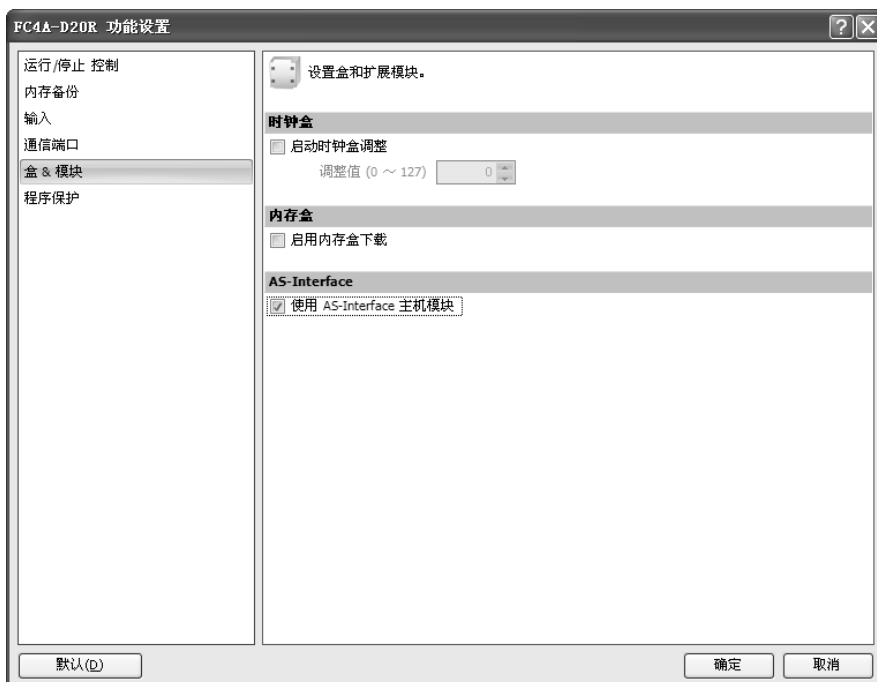 FC4A-D20R 功能设置
运行/停止 控制
内存备份
输入
通信端口
盒 & 模块
程序保护
设置盒和扩展模块。
时钟盒
启动时钟盒调整
调整值 (0 ～ 127) 0
内存盒
启用内存盒下载
AS-Interface
使用 AS-Interface 主机模块
默认(D)
确定
取消